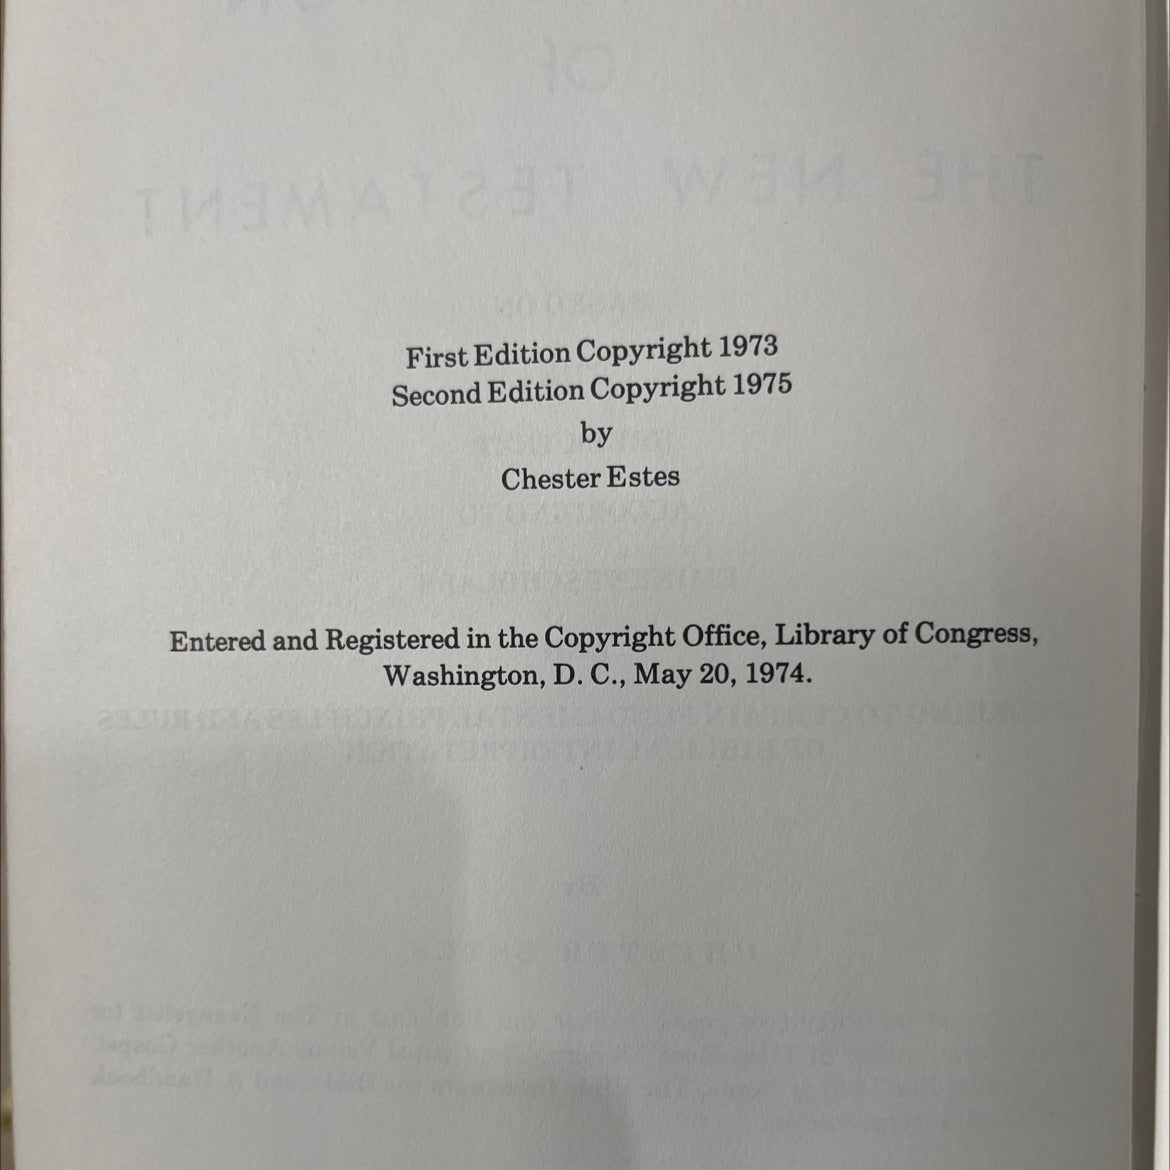 First Edition Copyright 1973
Second Edition Copyright 1975
by
Chester Estes
Entered and Registered in the Copyright Office, Library of Congress,
Washington, D. C., May 20, 1974.